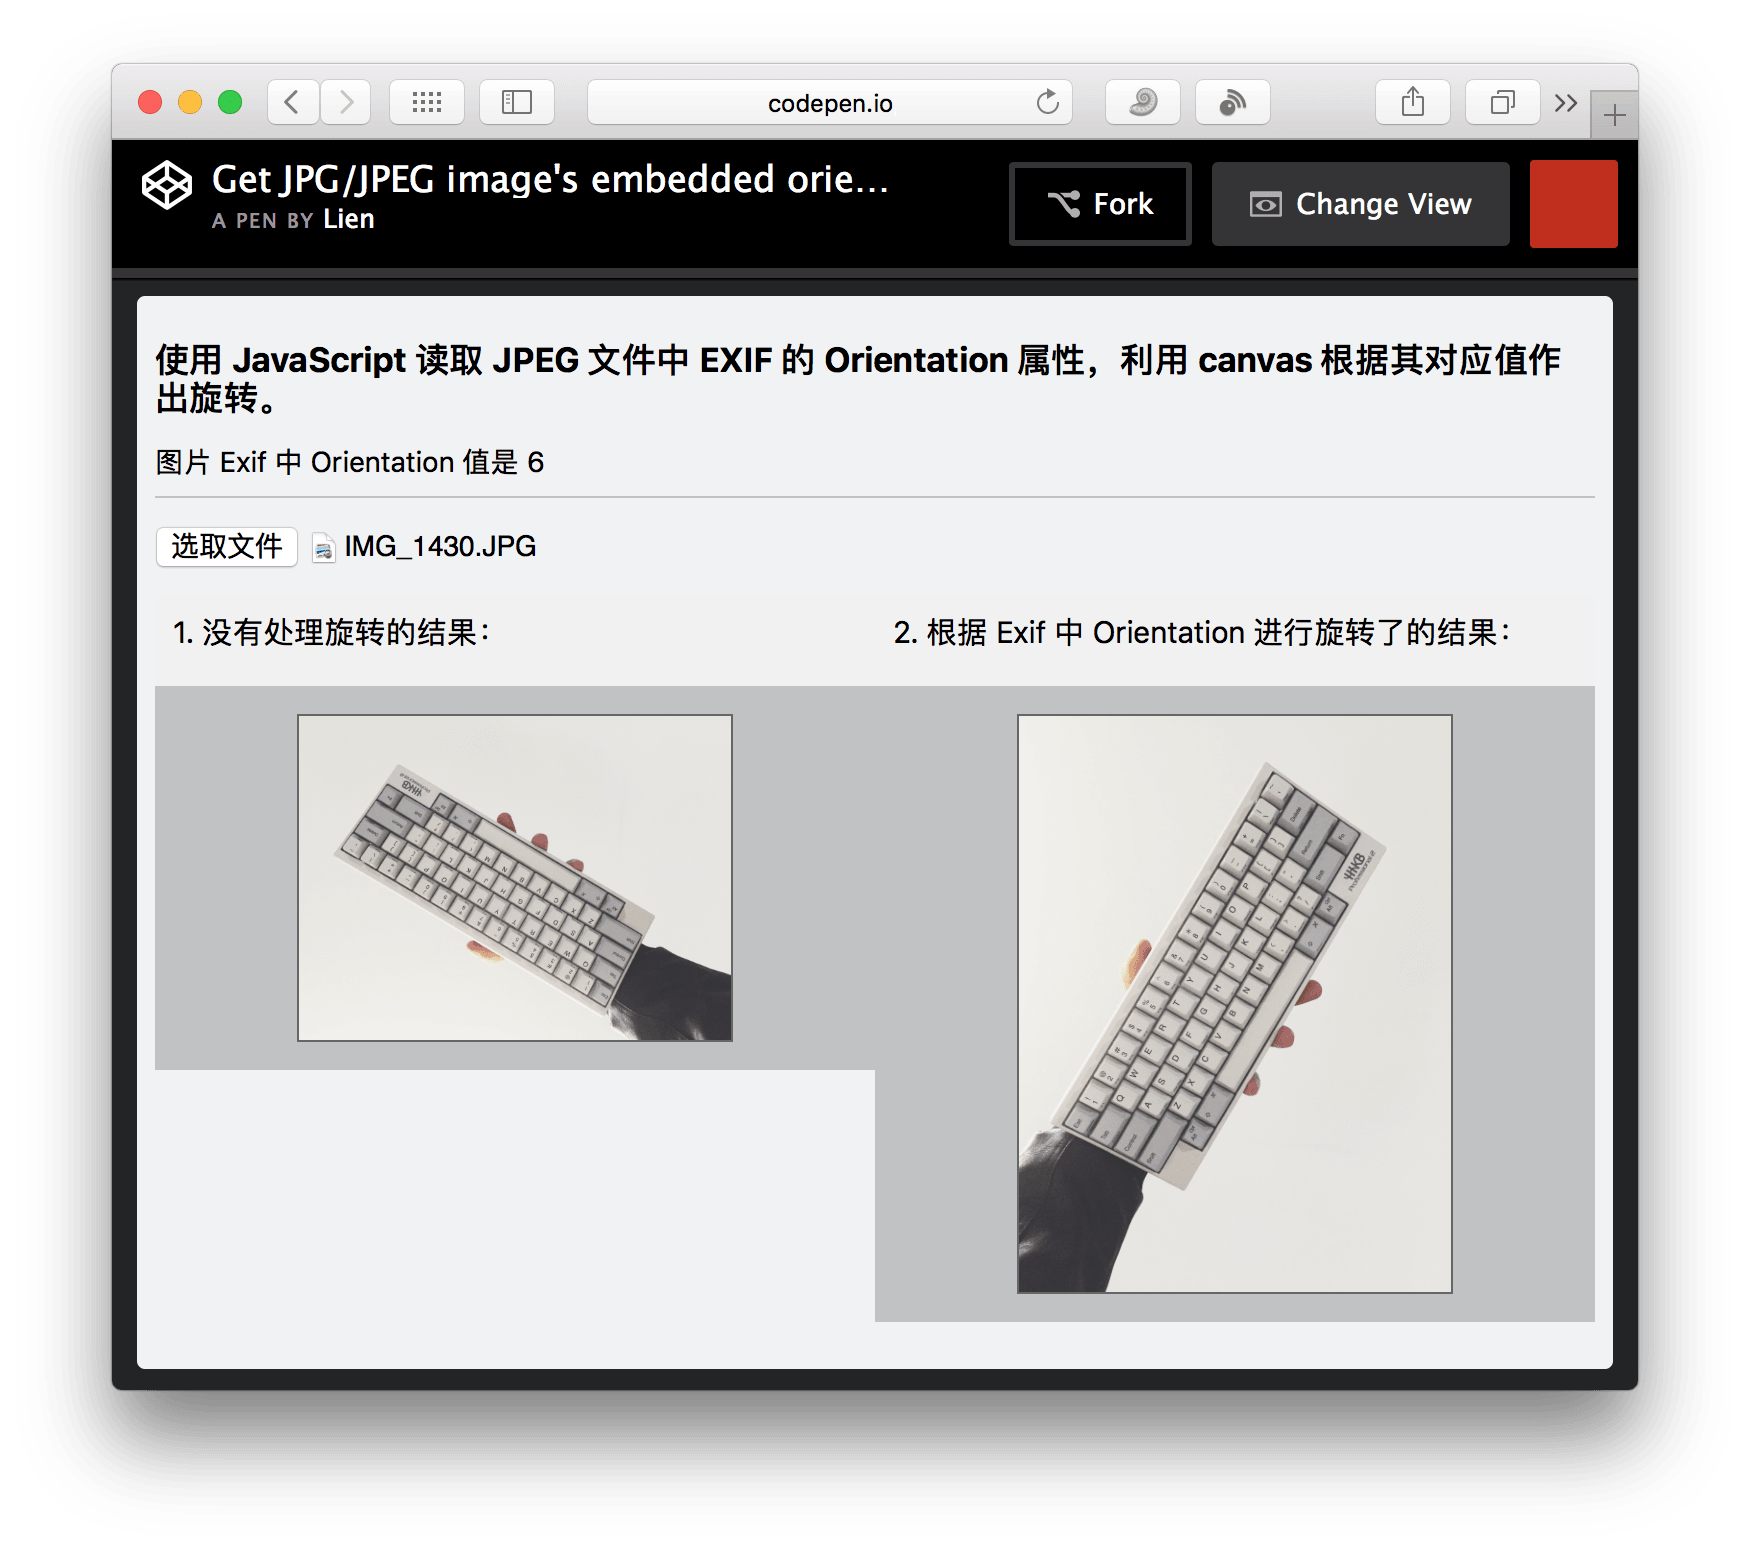 codepen.io
Get JPG/JPEG image's embedded orie...
A PEN BY Lien
Fork
Change View
使用 JavaScript 读取 JPEG 文件中 EXIF 的 Orientation 属性，利用 canvas 根据其对应值作
出旋转。
图片 Exif 中 Orientation 值是 6
选取文件 IMG_1430.JPG
1. 没有处理旋转的结果：
2. 根据 Exif 中 Orientation 进行旋转了的结果：
HHKB